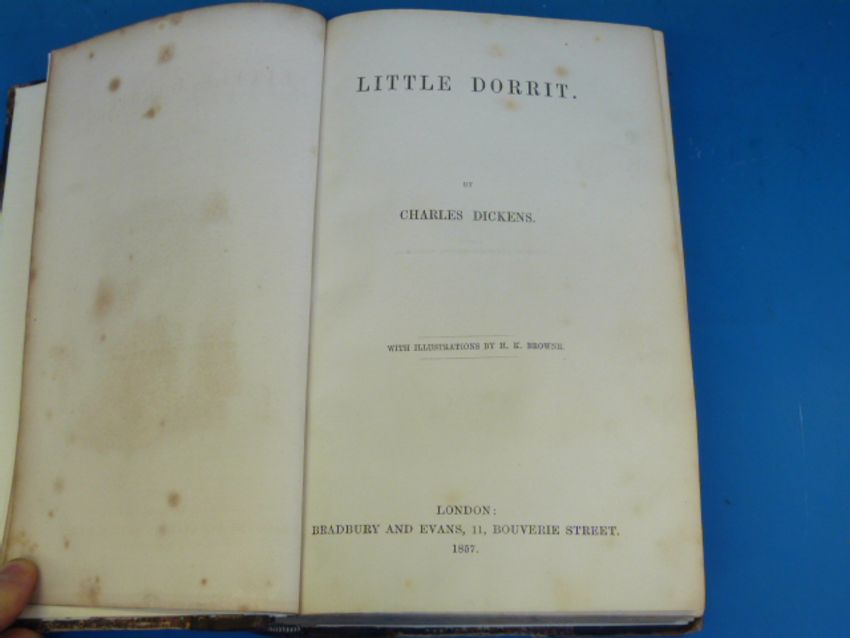 LITTLE DORRIT.
BY
CHARLES DICKENS.
WITH ILLUSTRATIONS BY H. K. BROWNE.
LONDON:
BRADBURY AND EVANS, 11, BOUVERIE STREET.
1857.